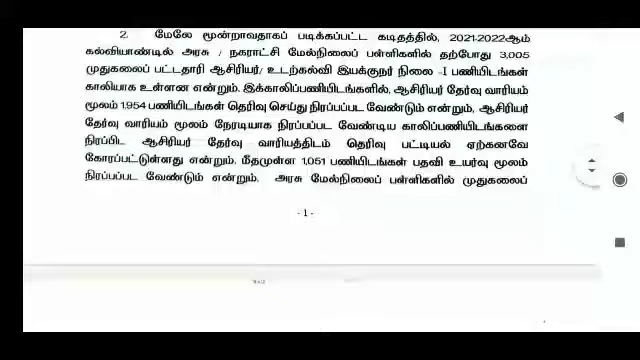 2. மேலே மூன்றாவதாகப் படிக்கப்பட்ட கடிதத்தில், 2021-2022ஆம்
கல்வியாண்டில் அரசு / நகராட்சி மேல்நிலைப் பள்ளிகளில் தற்போது 3,005
முதுகலைப் பட்டதாரி ஆசிரியர்/ உடற்கல்வி இயக்குநர் நிலை -I பணியிடங்கள்
காலியாக உள்ளன என்றும். இக்காலிப்பணியிடங்களில், ஆசிரியர் தேர்வு வாரியம்
மூலம் 1,954 பணியிடங்கள் தெரிவு செய்து நிரப்பப்பட வேண்டும் என்றும், ஆசிரியர்
தேர்வு வாரியம் மூலம் நேரடியாக நிரப்பப்பட வேண்டிய காலிப்பணியிடங்களை
நிரப்பிட ஆசிரியர் தேர்வு வாரியத்திடம் தெரிவு பட்டியல் ஏற்கனவே
கோரப்பட்டுள்ளது என்றும். மீதமுள்ள 1,051 பணியிடங்கள் பதவி உயர்வு மூலம்
நிரப்பப்பட வேண்டும் என்றும். அரசு மேல்நிலைப் பள்ளிகளில் முதுகலைப்
- 1 -